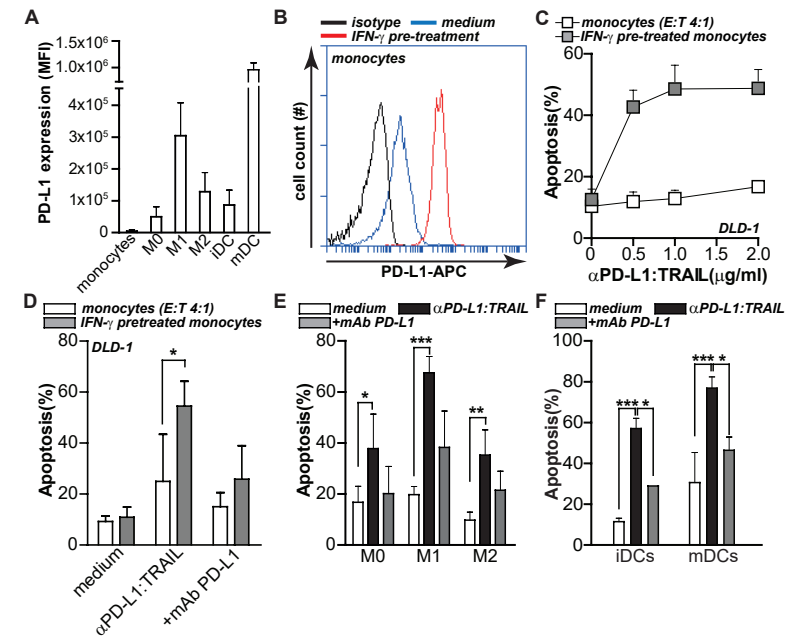 A
PD-L1 expression (MFI)
1.5x10⁶
1.0x10⁶
4x10⁵
3x10⁵
2x10⁵
1x10⁵
0
monocytes
M0
M1
M2
iDC
mDC
B
isotype
medium
IFN-γ pre-treatment
monocytes
cell count (#)
PD-L1-APC
C
monocytes (E:T 4:1)
IFN-γ pre-treated monocytes
Apoptosis(%)
60
40
20
0
0
0.5
1.0
2.0
DLD-1
αPD-L1:TRAIL(μg/ml)
D
monocytes (E:T 4:1)
IFN-γ pretreated monocytes
DLD-1
Apoptosis(%)
80
60
40
20
0
*
medium
αPD-L1:TRAIL
+mAb PD-L1
E
medium
αPD-L1:TRAIL
+mAb PD-L1
Apoptosis(%)
80
60
40
20
0
*
***
**
M0
M1
M2
F
medium
αPD-L1:TRAIL
+mAb PD-L1
Apoptosis(%)
100
80
60
40
20
0
*** *
*** *
iDCs
mDCs